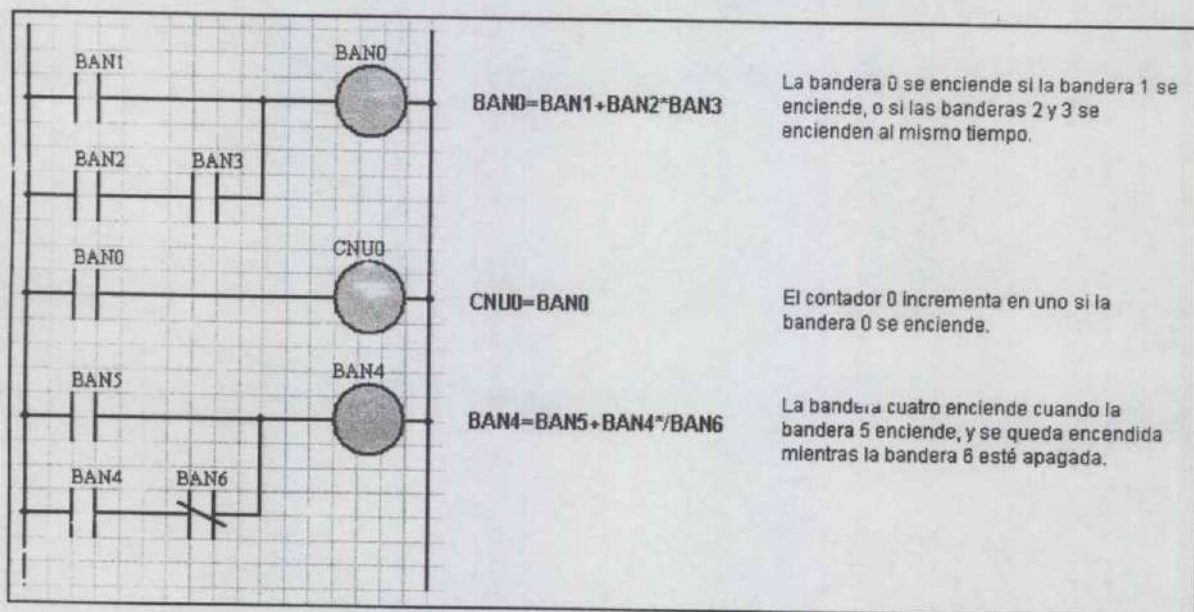 BAN1
BAN0
BAN0=BAN1+BAN2*BAN3
La bandera 0 se enciende si la bandera 1 se
enciende, o si las banderas 2 y 3 se
encienden al mismo tiempo.
BAN2
BAN3
BAN0
CNU0
CNU0=BAN0
El contador 0 incrementa en uno si la
bandera 0 se enciende.
BAN5
BAN4
BAN4=BAN5+BAN4*/BAN6
La bandera cuatro enciende cuando la
bandera 5 enciende, y se queda encendida
mientras la bandera 6 esté apagada.
BAN4
BAN6